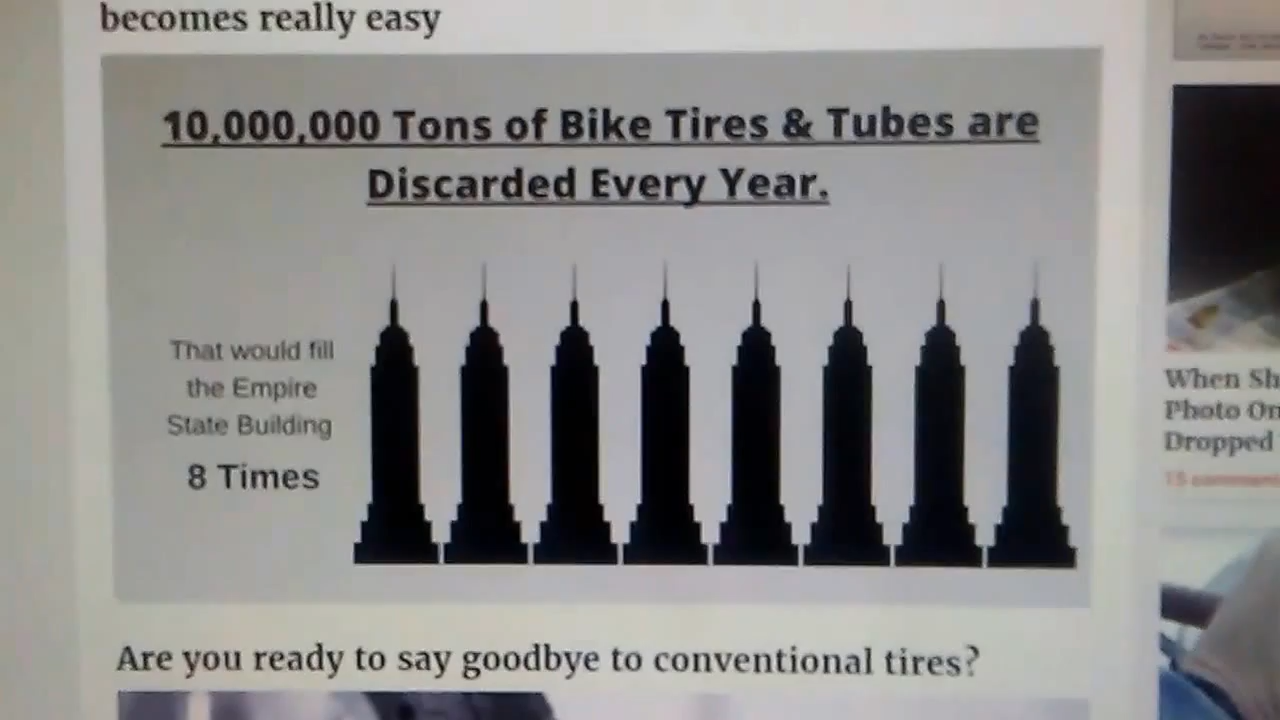 becomes really easy
10,000,000 Tons of Bike Tires & Tubes are
Discarded Every Year.
That would fill
the Empire
State Building
8 Times
Are you ready to say goodbye to conventional tires?
When Sh
Photo On
Dropped